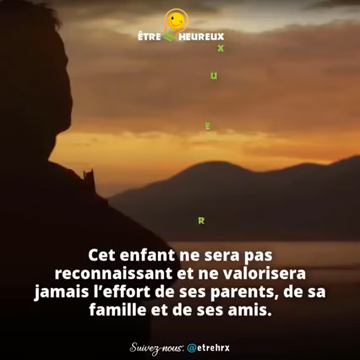 ÊTRE HEUREUX
X
U
E
R
Cet enfant ne sera pas
reconnaissant et ne valorisera
jamais l'effort de ses parents, de sa
famille et de ses amis.
Suivez-nous: @etrehrx